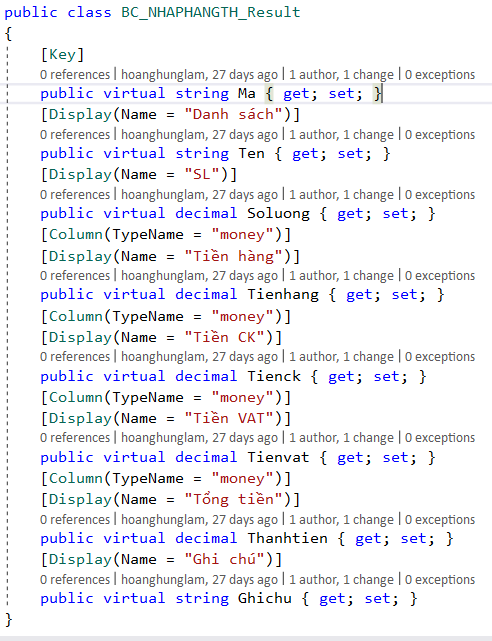 public class BC_NHAPHANGTH_Result
{
[Key]
0 references | hoanghunglam, 27 days ago | 1 author, 1 change | 0 exceptions
public virtual string Ma { get; set; }
[Display(Name = "Danh sách")]
0 references | hoanghunglam, 27 days ago | 1 author, 1 change | 0 exceptions
public virtual string Ten { get; set; }
[Display(Name = "SL")]
0 references | hoanghunglam, 27 days ago | 1 author, 1 change | 0 exceptions
public virtual decimal Soluong { get; set; }
[Column(TypeName = "money")]
[Display(Name = "Tiền hàng")]
0 references | hoanghunglam, 27 days ago | 1 author, 1 change | 0 exceptions
public virtual decimal Tienhang { get; set; }
[Column(TypeName = "money")]
[Display(Name = "Tiền CK")]
0 references | hoanghunglam, 27 days ago | 1 author, 1 change | 0 exceptions
public virtual decimal Tienck { get; set; }
[Column(TypeName = "money")]
[Display(Name = "Tiền VAT")]
0 references | hoanghunglam, 27 days ago | 1 author, 1 change | 0 exceptions
public virtual decimal Tienvat { get; set; }
[Column(TypeName = "money")]
[Display(Name = "Tổng tiền")]
0 references | hoanghunglam, 27 days ago | 1 author, 1 change | 0 exceptions
public virtual decimal Thanhtien { get; set; }
[Display(Name = "Ghi chú")]
0 references | hoanghunglam, 27 days ago | 1 author, 1 change | 0 exceptions
public virtual string Ghichu { get; set; }
}